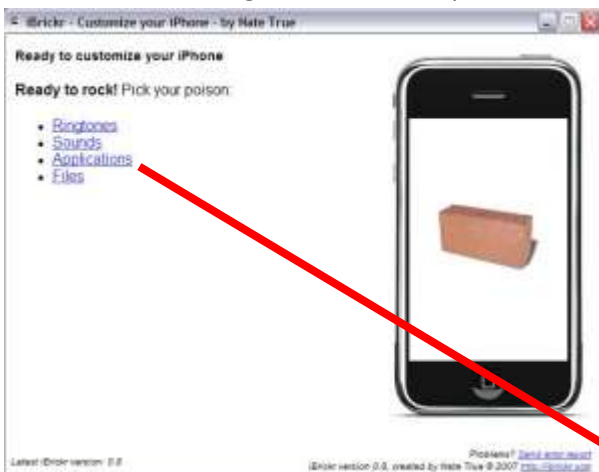 iBrickr - Customize your iPhone - by Nate True
Ready to customize your iPhone
Ready to rock! Pick your poison:
Ringtones
Sounds
Applications
Files
Latest iBrickr version: 0.8
Problems? Send error report
iBrickr version 0.8, created by Nate True © 2007